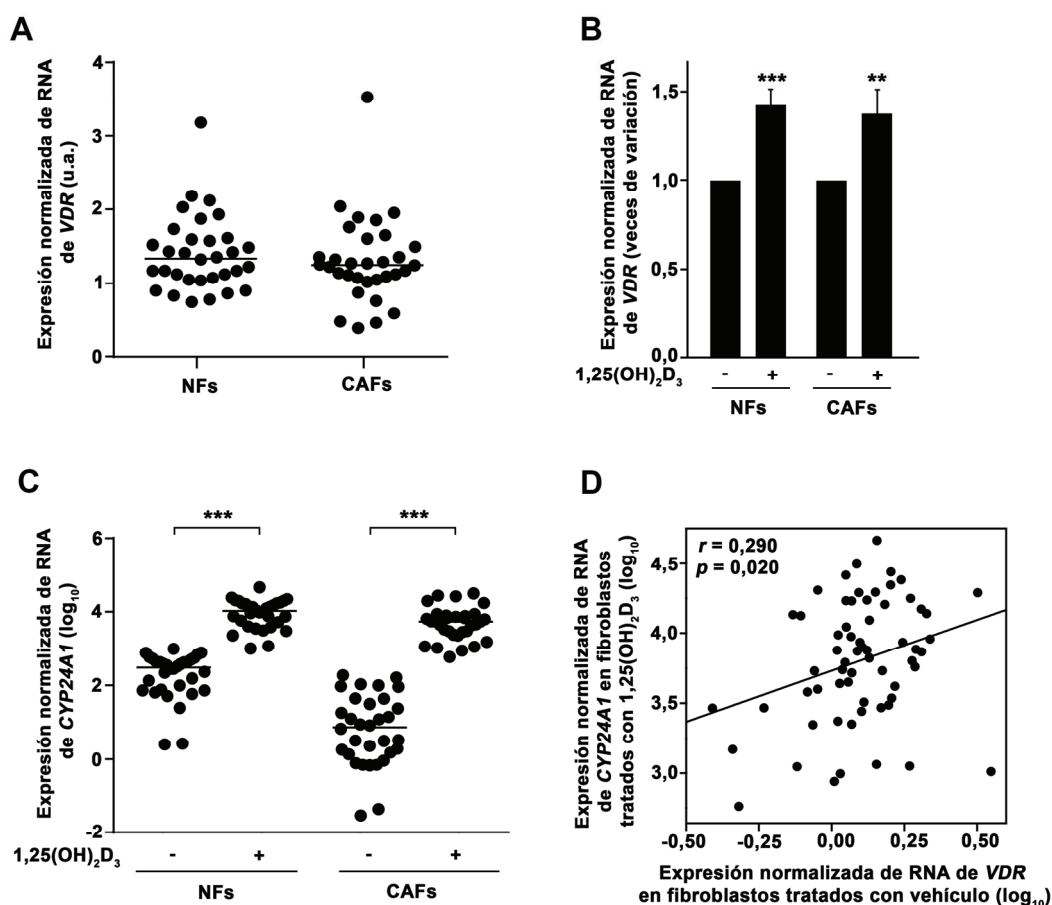 A
Expresión normalizada de RNA
de VDR (u.a.)
4
3
2
1
0
NFs
CAFs
B
Expresión normalizada de RNA
de VDR (veces de variación)
1,5
1,0
0,5
0,0
***
**
1,25(OH)₂D₃
- + - +
NFs
CAFs
C
Expresión normalizada de RNA
de CYP24A1 (log₁₀)
6
4
2
0
-2
***
***
1,25(OH)₂D₃
- + - +
NFs
CAFs
D
Expresión normalizada de RNA
de CYP24A1 en fibroblastos
tratados con 1,25(OH)₂D₃ (log₁₀)
r = 0,290
p = 0,020
4,5
4,0
3,5
3,0
-0,50 -0,25 0,00 0,25 0,50
Expresión normalizada de RNA de VDR
en fibroblastos tratados con vehículo (log₁₀)